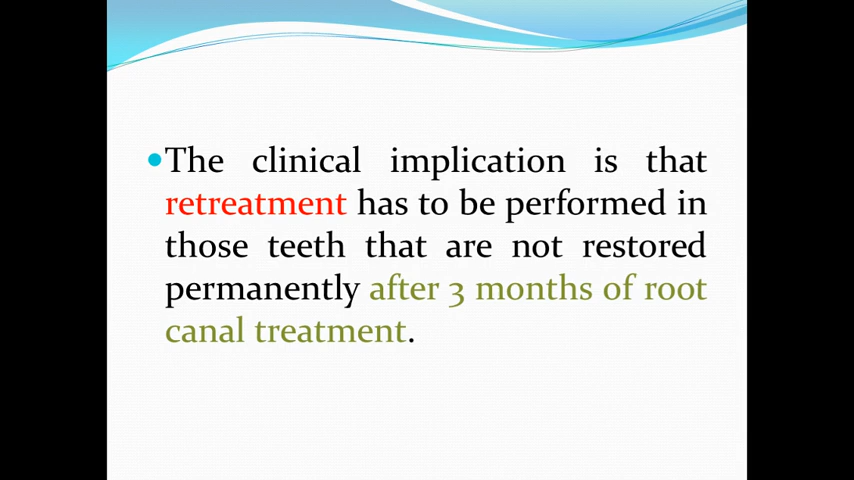 The clinical implication is that
retreatment has to be performed in
those teeth that are not restored
permanently after 3 months of root
canal treatment.